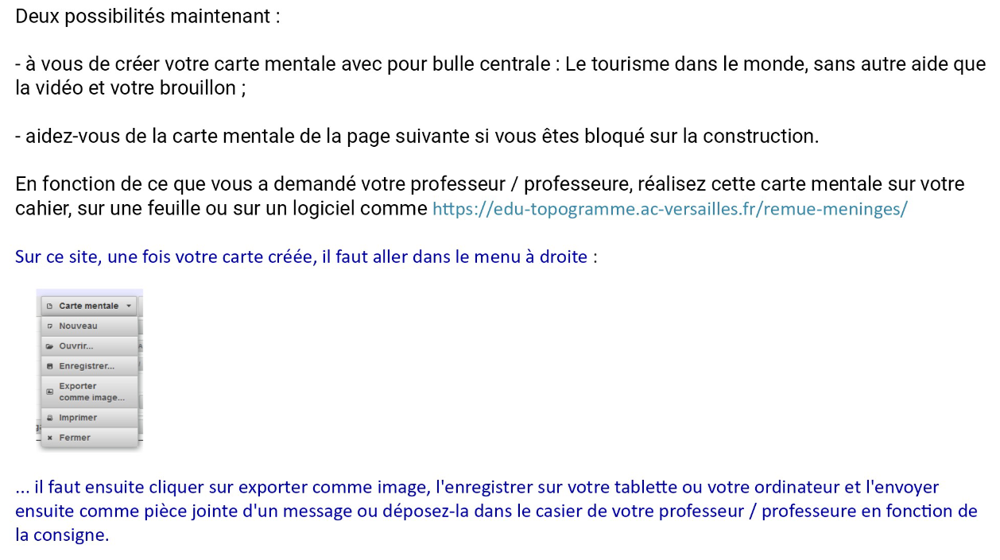 Deux possibilités maintenant :
- à vous de créer votre carte mentale avec pour bulle centrale : Le tourisme dans le monde, sans autre aide que
la vidéo et votre brouillon ;
- aidez-vous de la carte mentale de la page suivante si vous êtes bloqué sur la construction.
En fonction de ce que vous a demandé votre professeur / professeure, réalisez cette carte mentale sur votre
cahier, sur une feuille ou sur un logiciel comme https://edu-topogramme.ac-versailles.fr/remue-meninges/
Sur ce site, une fois votre carte créée, il faut aller dans le menu à droite :
Carte mentale
Nouveau
Ouvrir...
Enregistrer...
Exporter
comme image...
Imprimer
Fermer
... il faut ensuite cliquer sur exporter comme image, l'enregistrer sur votre tablette ou votre ordinateur et l'envoyer
ensuite comme pièce jointe d'un message ou déposez-la dans le casier de votre professeur / professeure en fonction de
la consigne.